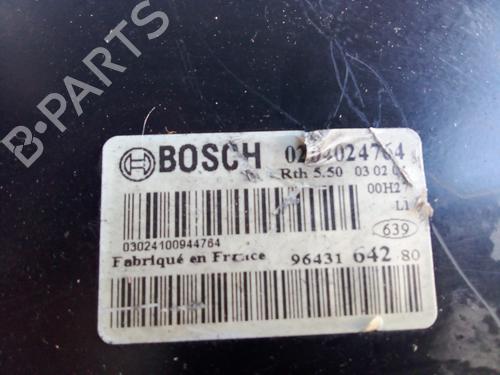 B-PARTS
BOSCH 0204024764
Rth 5.50 03 02
00H2
L1
639
03024100944764
Fabriqué en France
96431 642 80